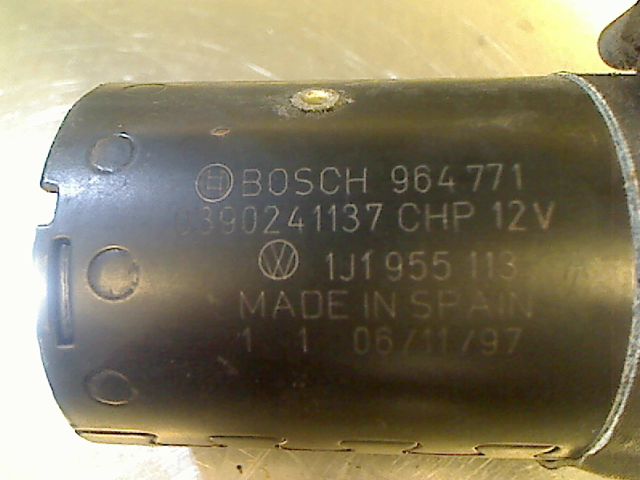 BOSCH 964 771
0390241137 CHP 12V
1J1 955 113
MADE IN SPAIN
1 1 06/11/97